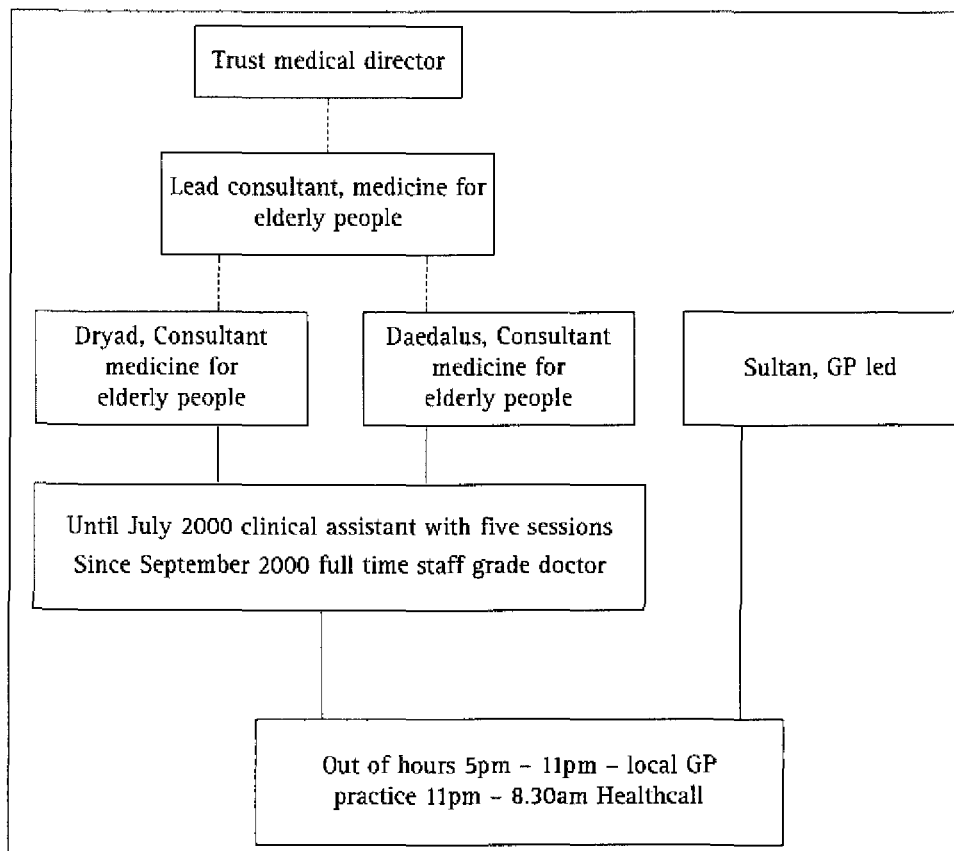 Trust medical director
Lead consultant, medicine for
elderly people
Dryad, Consultant
medicine for
elderly people
Daedalus, Consultant
medicine for
elderly people
Sultan, GP led
Until July 2000 clinical assistant with five sessions
Since September 2000 full time staff grade doctor
Out of hours 5pm – 11pm – local GP
practice 11pm – 8.30am Healthcall